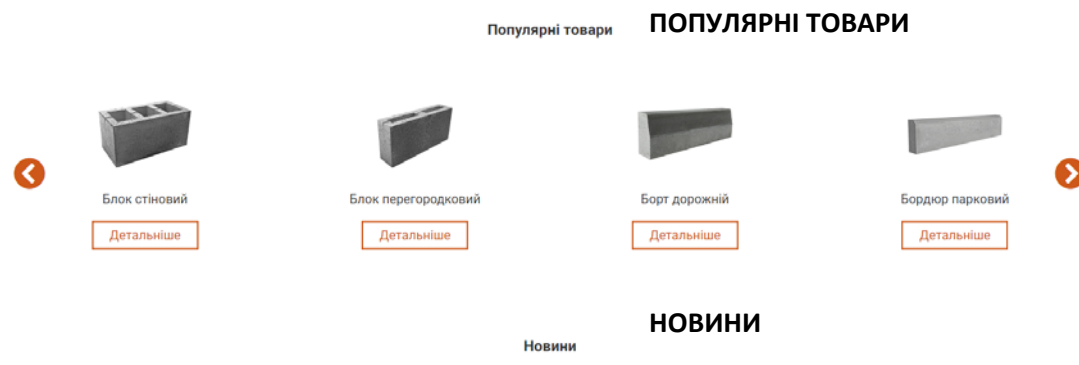 Популярні товари ПОПУЛЯРНІ ТОВАРИ
Блок стіновий
Блок перегородковий
Борт дорожній
Бордюр парковий
Детальніше
Детальніше
Детальніше
Детальніше
НОВИНИ
Новини